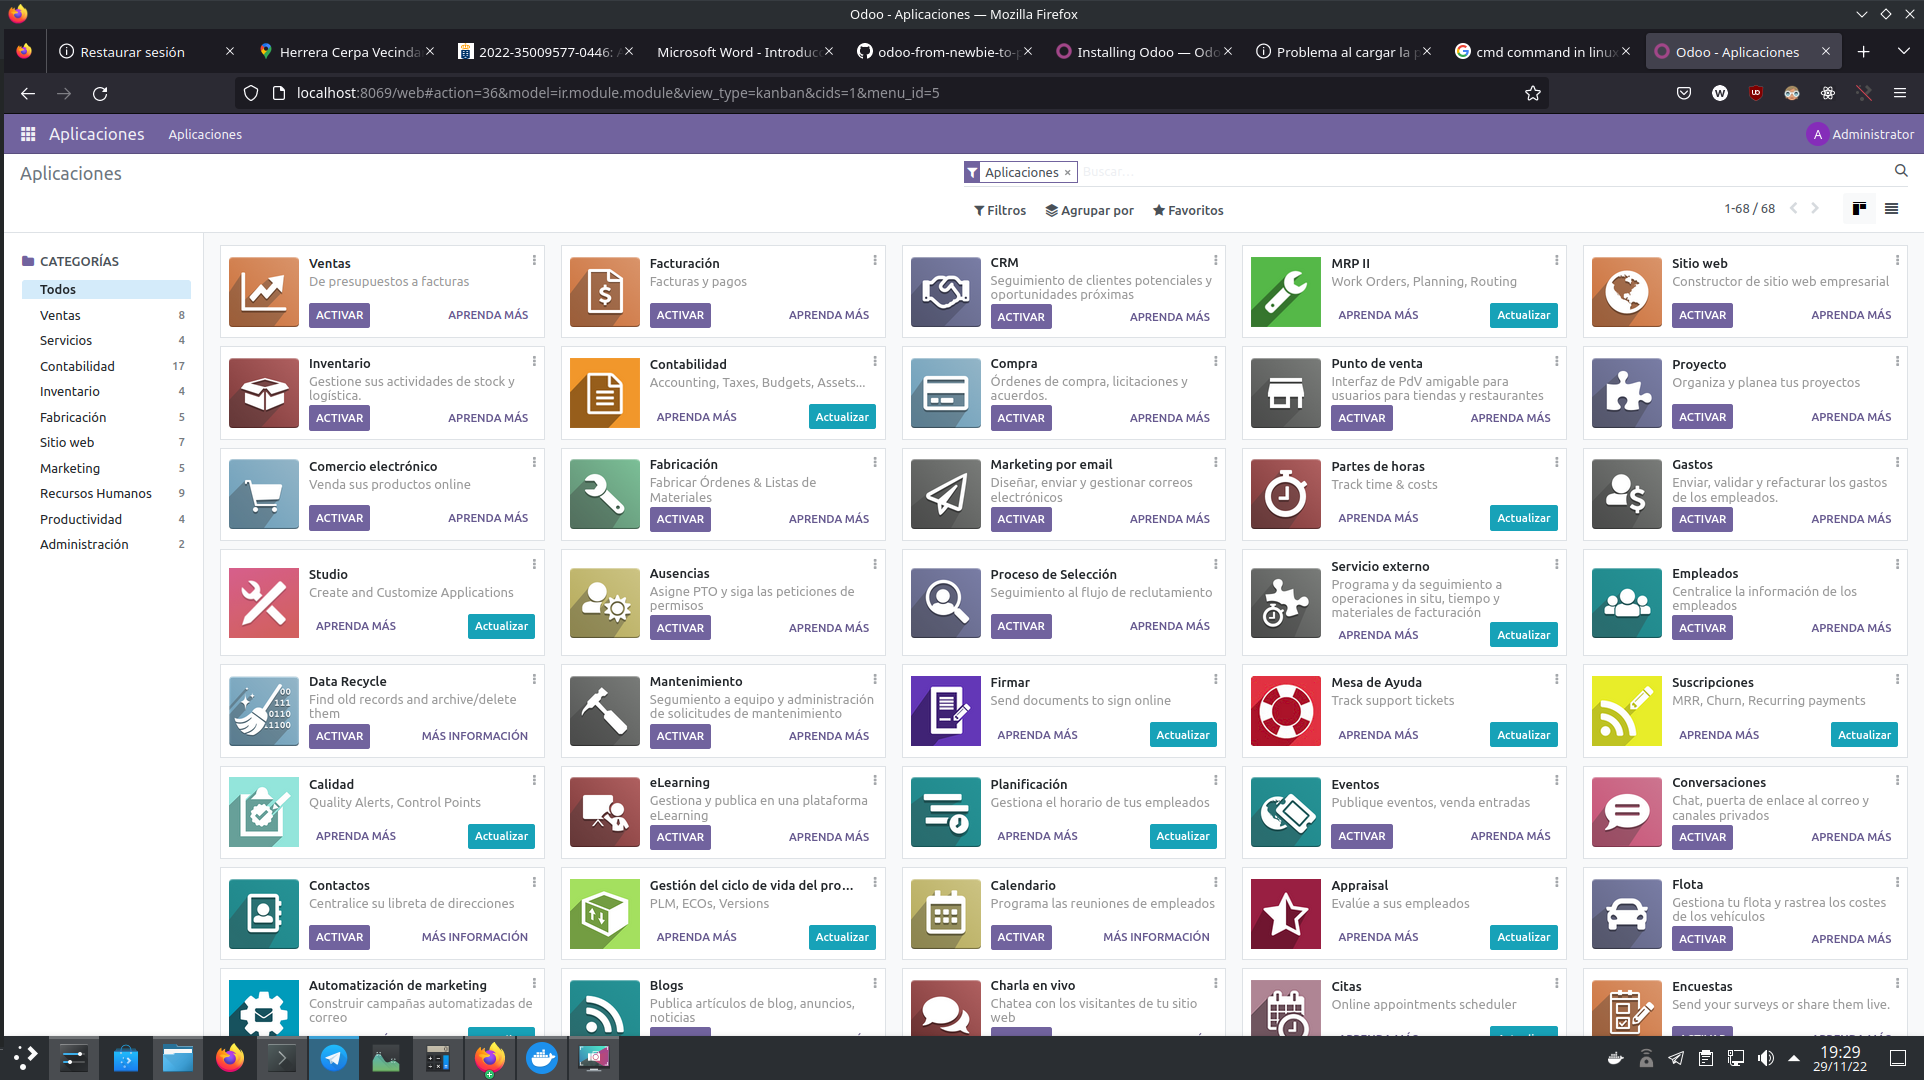 Odoo - Aplicaciones — Mozilla Firefox
Restaurar sesión
Herrera Cerpa Vecinda
2022-35009577-0446:
Microsoft Word - Introducc
odoo-from-newbie-to-
Installing Odoo — Odo
Problema al cargar la p
cmd command in linux
Odoo - Aplicaciones
localhost:8069/web#action=36&model=ir.module.module&view_type=kanban&cids=1&menu_id=5
Aplicaciones
Aplicaciones
A Administrator
Aplicaciones
Aplicaciones ×
Buscar...
Filtros
Agrupar por
Favoritos
1-68 / 68
CATEGORÍAS
Todos
Ventas 8
Servicios 4
Contabilidad 17
Inventario 4
Fabricación 5
Sitio web 7
Marketing 5
Recursos Humanos 9
Productividad 4
Administración 2
Ventas
De presupuestos a facturas
ACTIVAR APRENDA MÁS
Facturación
Facturas y pagos
ACTIVAR APRENDA MÁS
CRM
Seguimiento de clientes potenciales y
oportunidades próximas
ACTIVAR APRENDA MÁS
MRP II
Work Orders, Planning, Routing
APRENDA MÁS Actualizar
Sitio web
Constructor de sitio web empresarial
ACTIVAR APRENDA MÁS
Inventario
Gestione sus actividades de stock y
logística.
ACTIVAR APRENDA MÁS
Contabilidad
Accounting, Taxes, Budgets, Assets...
APRENDA MÁS Actualizar
Compra
Órdenes de compra, licitaciones y
acuerdos.
ACTIVAR APRENDA MÁS
Punto de venta
Interfaz de PdV amigable para
usuarios para tiendas y restaurantes
ACTIVAR APRENDA MÁS
Proyecto
Organiza y planea tus proyectos
ACTIVAR APRENDA MÁS
Comercio electrónico
Venda sus productos online
ACTIVAR APRENDA MÁS
Fabricación
Fabricar Órdenes & Listas de
Materiales
ACTIVAR APRENDA MÁS
Marketing por email
Diseñar, enviar y gestionar correos
electrónicos
ACTIVAR APRENDA MÁS
Partes de horas
Track time & costs
APRENDA MÁS Actualizar
Gastos
Enviar, validar y refacturar los gastos
de los empleados.
ACTIVAR APRENDA MÁS
Studio
Create and Customize Applications
APRENDA MÁS Actualizar
Ausencias
Asigne PTO y siga las peticiones de
permisos
ACTIVAR APRENDA MÁS
Proceso de Selección
Seguimiento al flujo de reclutamiento
ACTIVAR APRENDA MÁS
Servicio externo
Programa y da seguimiento a
operaciones in situ, tiempo y
materiales de facturación
APRENDA MÁS Actualizar
Empleados
Centralice la información de los
empleados
ACTIVAR APRENDA MÁS
Data Recycle
Find old records and archive/delete
them
ACTIVAR MÁS INFORMACIÓN
Mantenimiento
Segumiento a equipo y administración
de solicitudes de mantenimiento
ACTIVAR APRENDA MÁS
Firmar
Send documents to sign online
APRENDA MÁS Actualizar
Mesa de Ayuda
Track support tickets
APRENDA MÁS Actualizar
Suscripciones
MRR, Churn, Recurring payments
APRENDA MÁS Actualizar
Calidad
Quality Alerts, Control Points
APRENDA MÁS Actualizar
eLearning
Gestiona y publica en una plataforma
eLearning
ACTIVAR APRENDA MÁS
Planificación
Gestiona el horario de tus empleados
APRENDA MÁS Actualizar
Eventos
Publique eventos, venda entradas
ACTIVAR APRENDA MÁS
Conversaciones
Chat, puerta de enlace al correo y
canales privados
ACTIVAR APRENDA MÁS
Contactos
Centralice su libreta de direcciones
ACTIVAR MÁS INFORMACIÓN
Gestión del ciclo de vida del pro...
PLM, ECOs, Versions
APRENDA MÁS Actualizar
Calendario
Programa las reuniones de empleados
ACTIVAR MÁS INFORMACIÓN
Appraisal
Evalúe a sus empleados
APRENDA MÁS Actualizar
Flota
Gestiona tu flota y rastrea los costes
de los vehículos
ACTIVAR APRENDA MÁS
Automatización de marketing
Construir campañas automatizadas de
correo
Blogs
Publica artículos de blog, anuncios,
noticias
Charla en vivo
Chatea con los visitantes de tu sitio
web
Citas
Online appointments scheduler
Encuestas
Send your surveys or share them live.
19:29
29/11/22